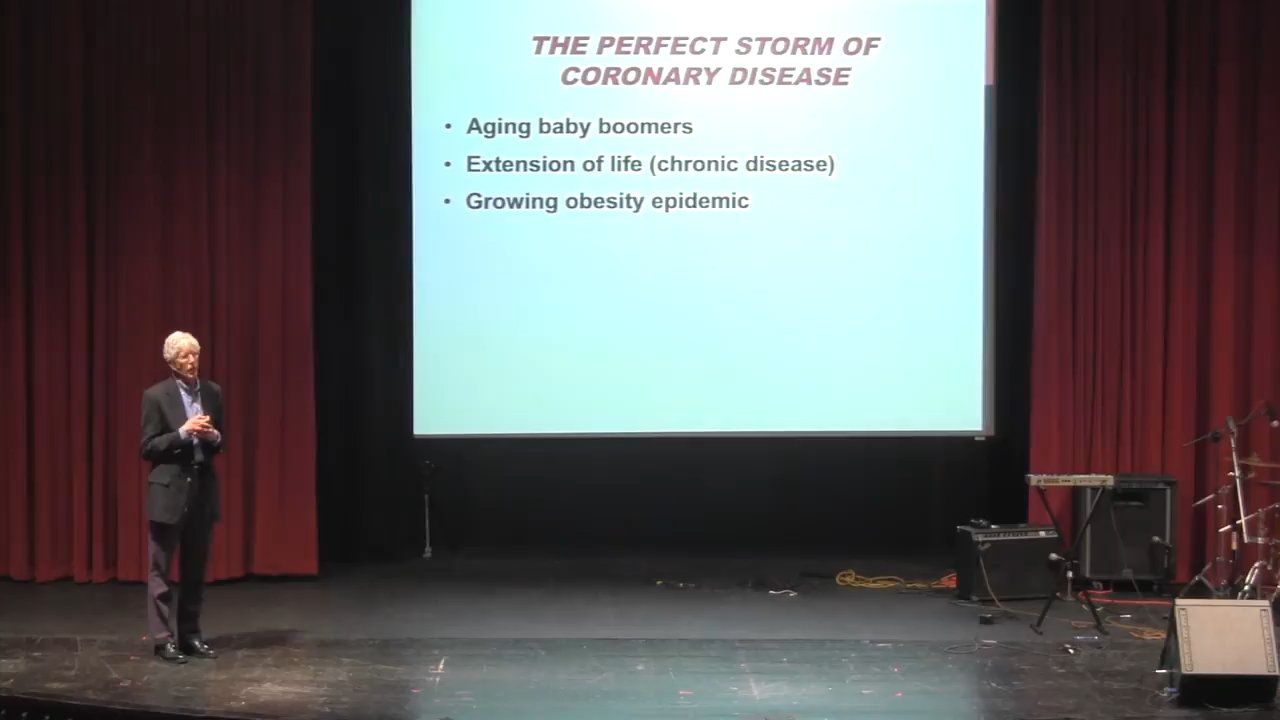 THE PERFECT STORM OF
CORONARY DISEASE
• Aging baby boomers
• Extension of life (chronic disease)
• Growing obesity epidemic